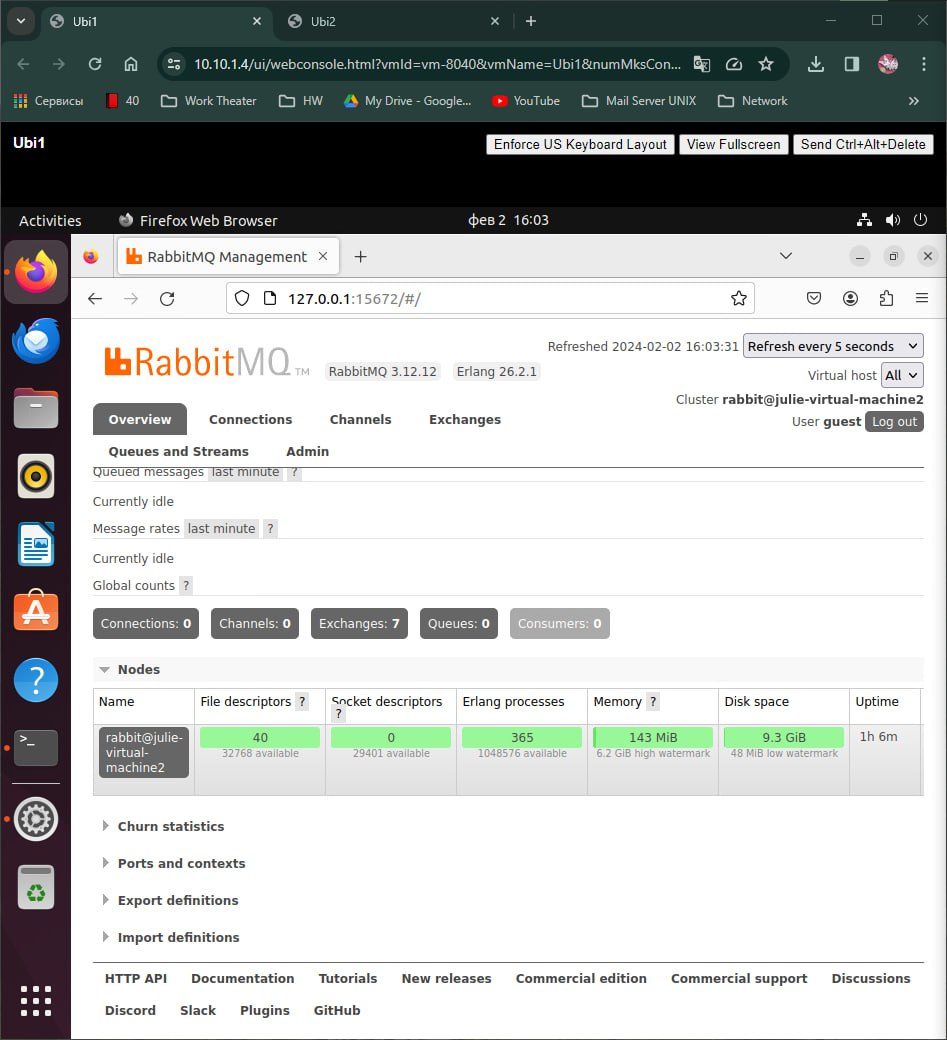 Ubi1
Ubi2
10.10.1.4/ui/webconsole.html?vmId=vm-8040&vmName=Ubi1&numMksCon...
Сервисы 40 Work Theater HW My Drive - Google... YouTube Mail Server UNIX Network »
Ubi1 Enforce US Keyboard Layout View Fullscreen Send Ctrl+Alt+Delete
Activities Firefox Web Browser фев 2 16:03
RabbitMQ Management
127.0.0.1:15672/#/
RabbitMQ TM RabbitMQ 3.12.12 Erlang 26.2.1
Refreshed 2024-02-02 16:03:31 Refresh every 5 seconds
Virtual host All
Cluster rabbit@julie-virtual-machine2
User guest Log out
Overview Connections Channels Exchanges
Queues and Streams Admin
Queued messages last minute ?
Currently idle
Message rates last minute ?
Currently idle
Global counts ?
Connections: 0 Channels: 0 Exchanges: 7 Queues: 0 Consumers: 0
Nodes
Name File descriptors ? Socket descriptors ? Erlang processes Memory ? Disk space Uptime
rabbit@julie-virtual-machine2 40 0 365 143 MiB 9.3 GiB 1h 6m
32768 available 29401 available 1048576 available 6.2 GiB high watermark 48 MiB low watermark
Churn statistics
Ports and contexts
Export definitions
Import definitions
HTTP API Documentation Tutorials New releases Commercial edition Commercial support Discussions
Discord Slack Plugins GitHub